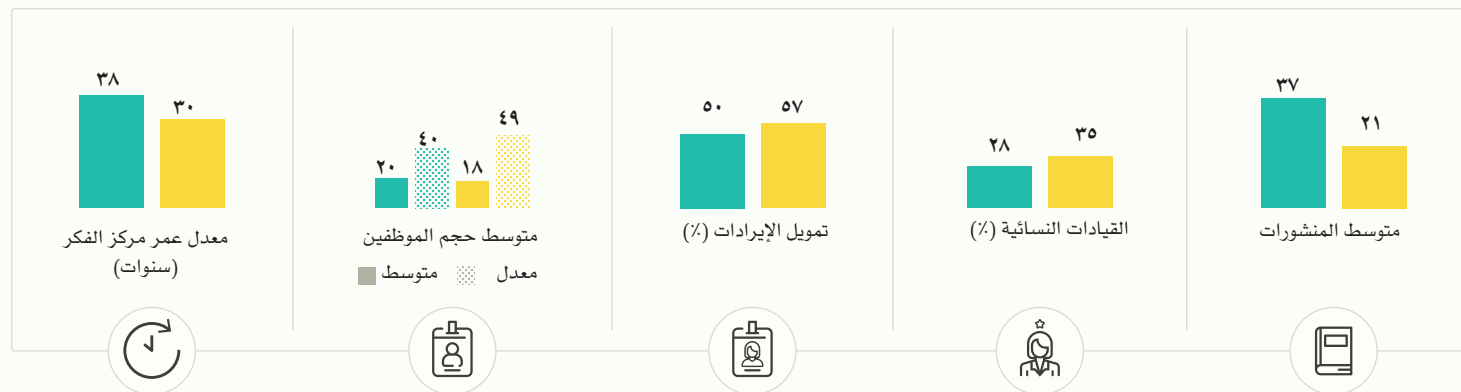 ٣٧
٢١
متوسط المنشورات
٢٨
٣٥
القيادات النسائية (٪)
٥٠
٥٧
تمويل الإيرادات (٪)
٢٠
٤٠
١٨
٤٩
متوسط حجم الموظفين
معدل
متوسط
٣٨
٣٠
معدل عمر مركز الفكر
(سنوات)